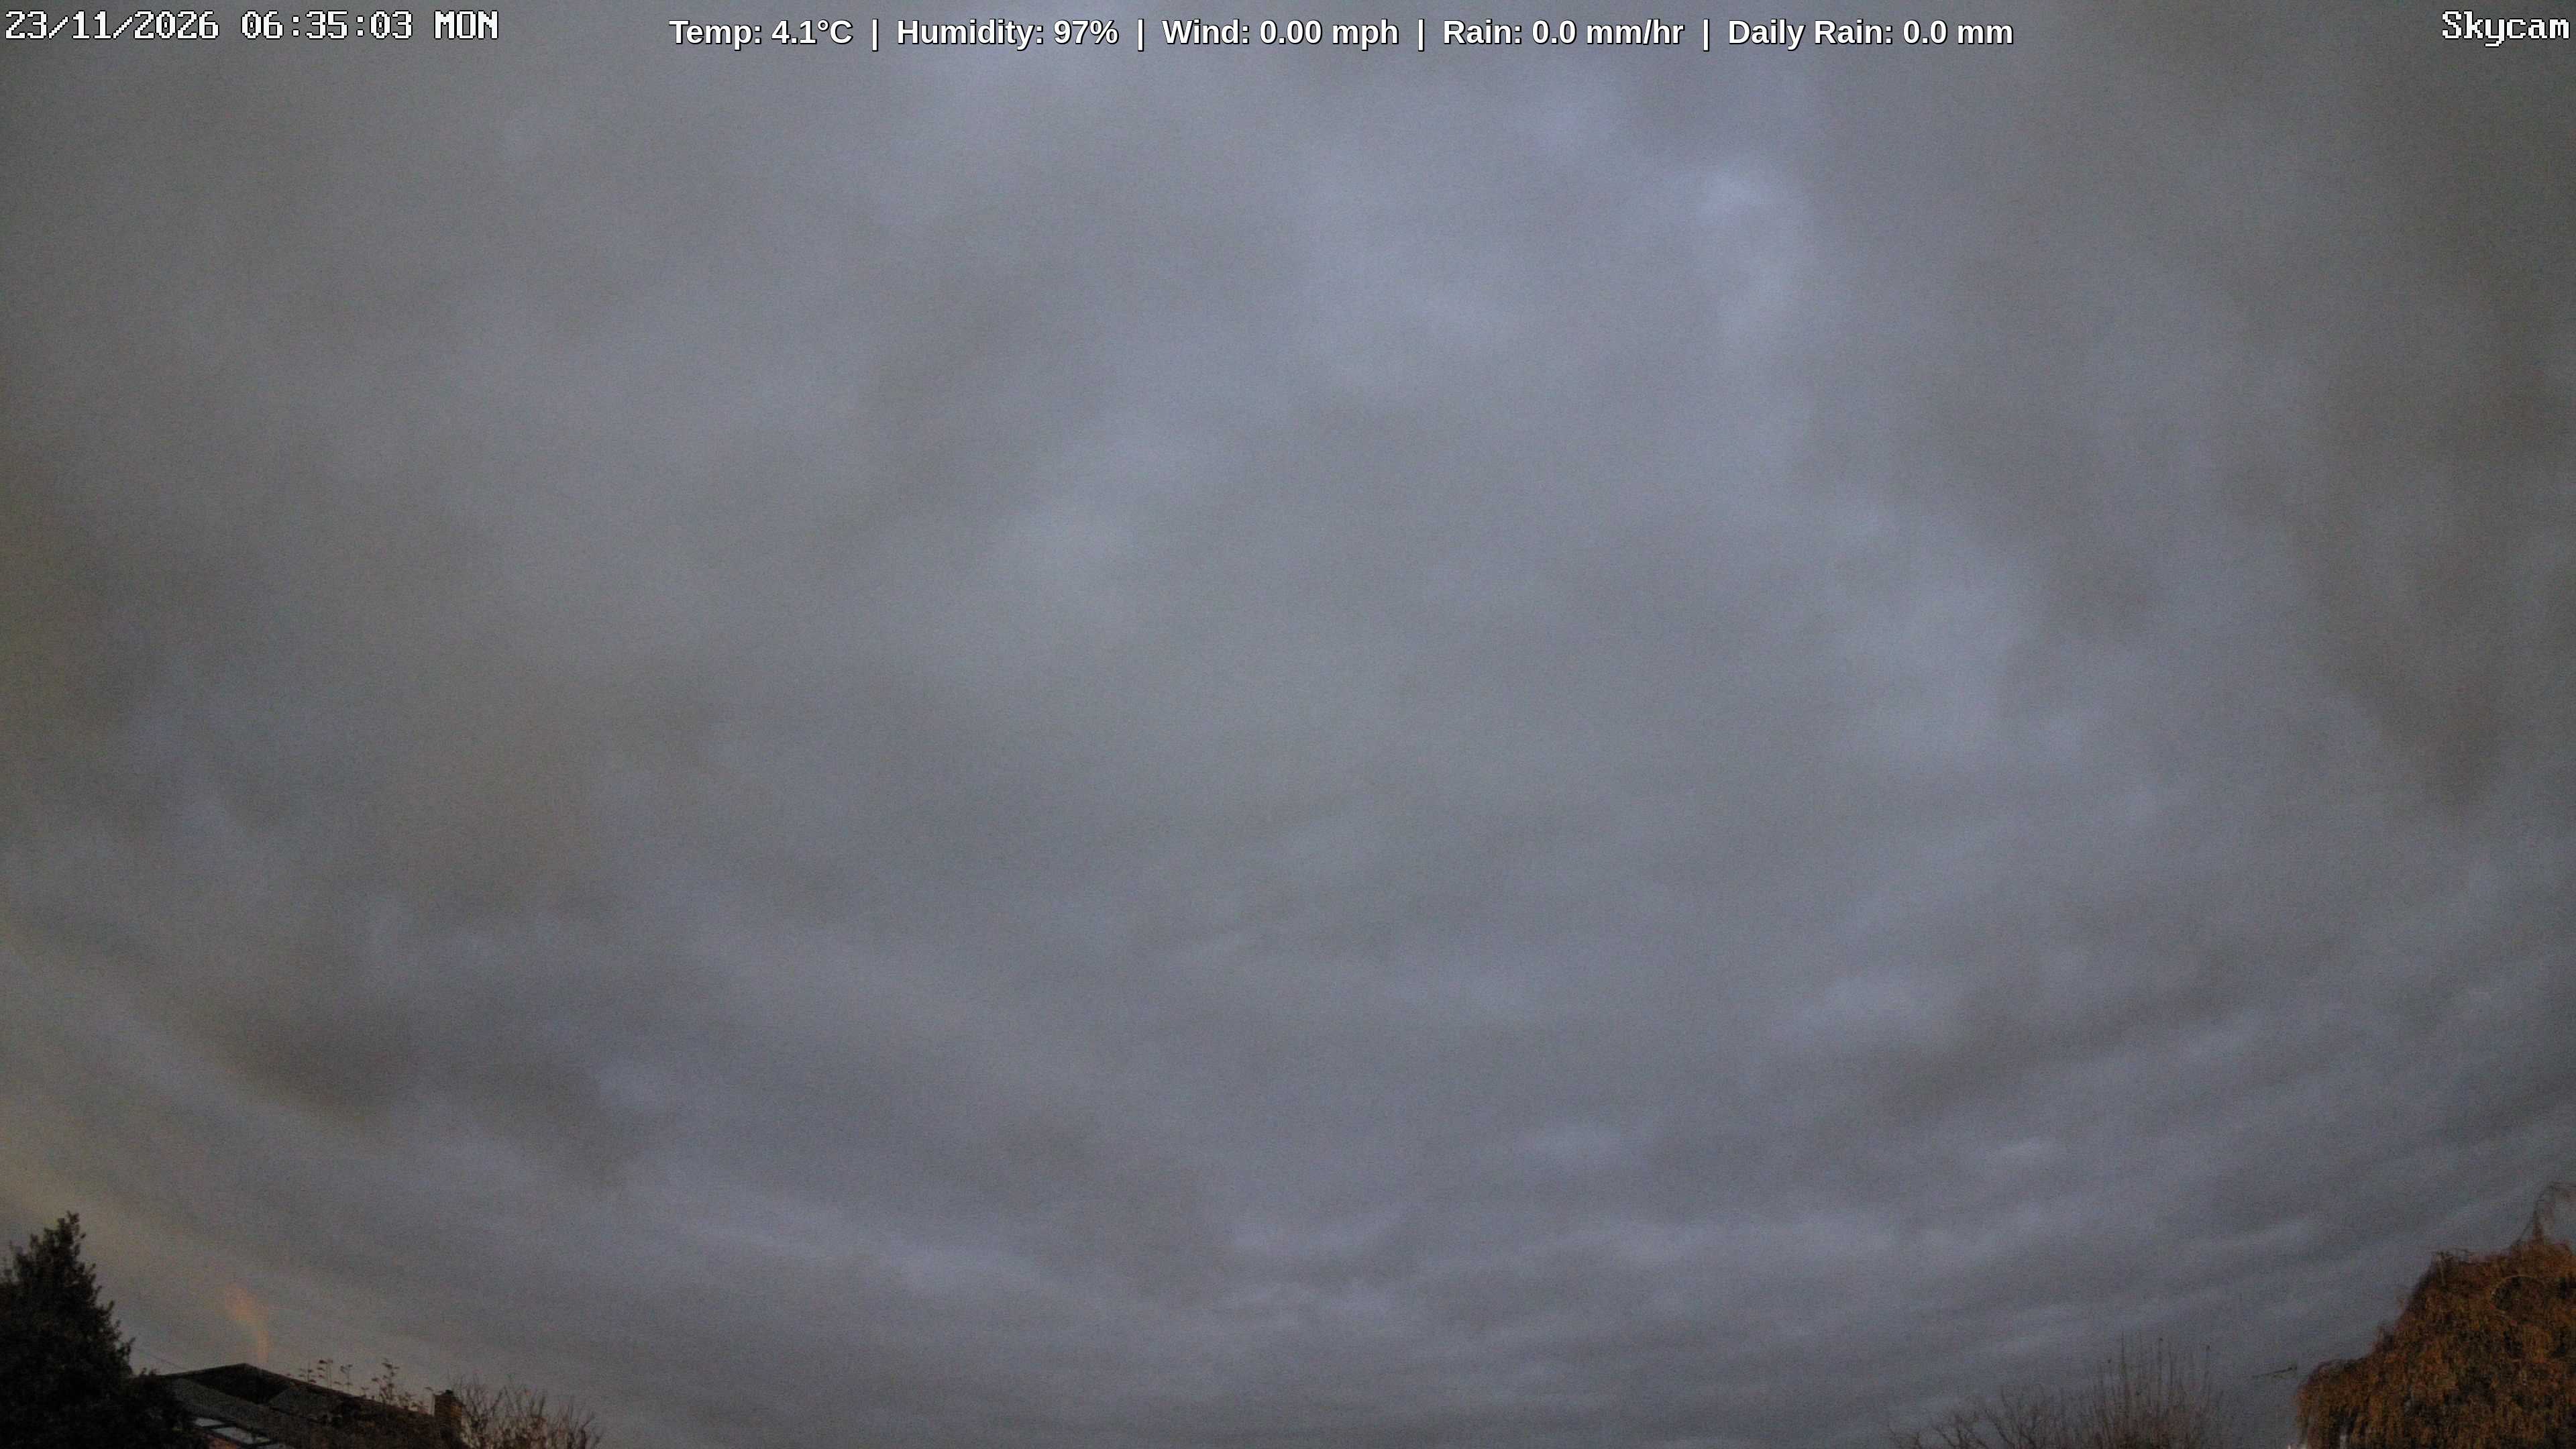 23/11/2026 06:35:03 MON
Temp: 4.1°C | Humidity: 97% | Wind: 0.00 mph | Rain: 0.0 mm/hr | Daily Rain: 0.0 mm
Skycam